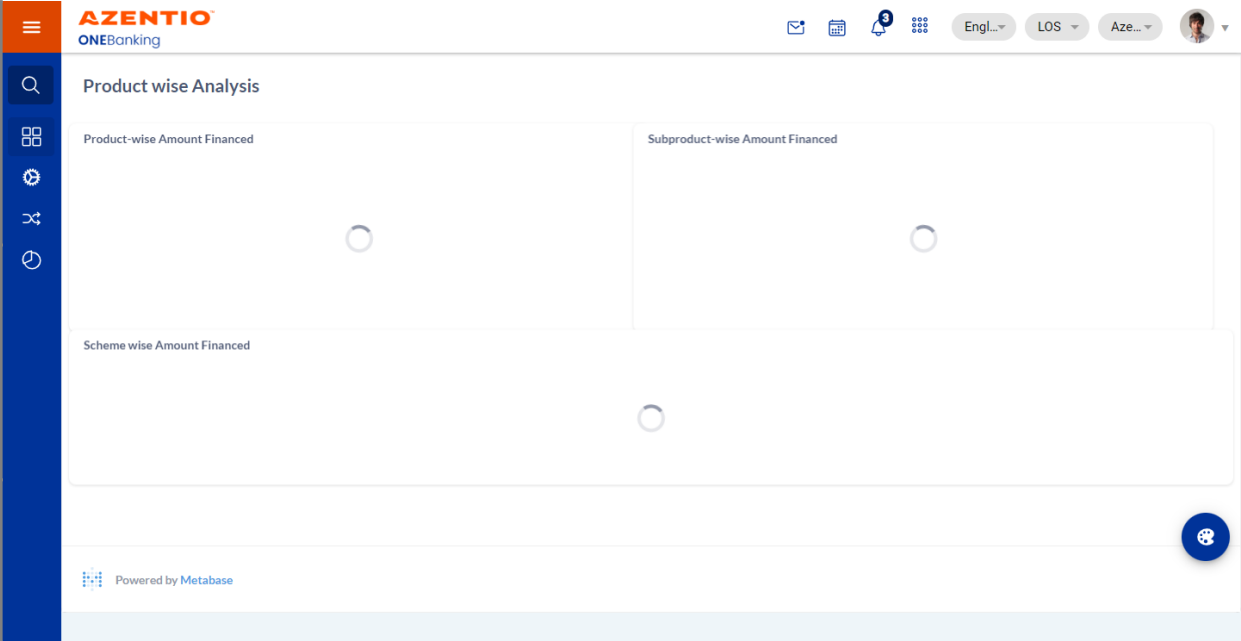 AZENTIO™
ONEBanking
3
Engl...
LOS
Aze...
Product wise Analysis
Product-wise Amount Financed
Subproduct-wise Amount Financed
Scheme wise Amount Financed
Powered by Metabase